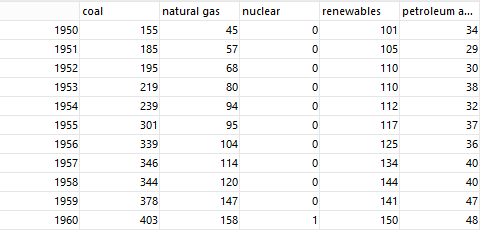 coal natural gas nuclear renewables petroleum a...
1950 155 45 0 101 34
1951 185 57 0 105 29
1952 195 68 0 110 30
1953 219 80 0 110 38
1954 239 94 0 112 32
1955 301 95 0 117 37
1956 339 104 0 125 36
1957 346 114 0 134 40
1958 344 120 0 144 40
1959 378 147 0 141 47
1960 403 158 1 150 48